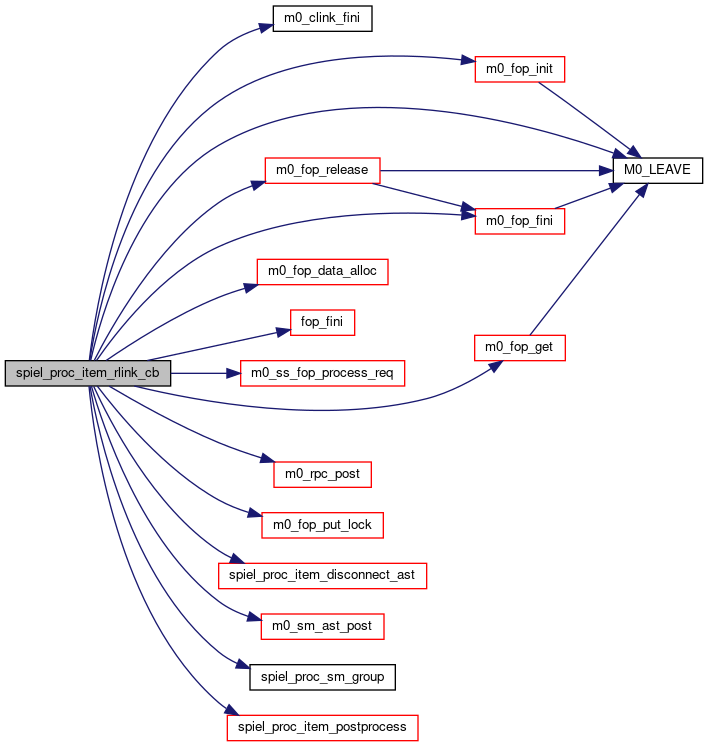 m0_clink_fini
m0_fop_init
M0_LEAVE
m0_fop_release
m0_fop_fini
m0_fop_data_alloc
fop_fini
m0_fop_get
spiel_proc_item_rlink_cb
m0_ss_fop_process_req
m0_rpc_post
m0_fop_put_lock
spiel_proc_item_disconnect_ast
m0_sm_ast_post
spiel_proc_sm_group
spiel_proc_item_postprocess